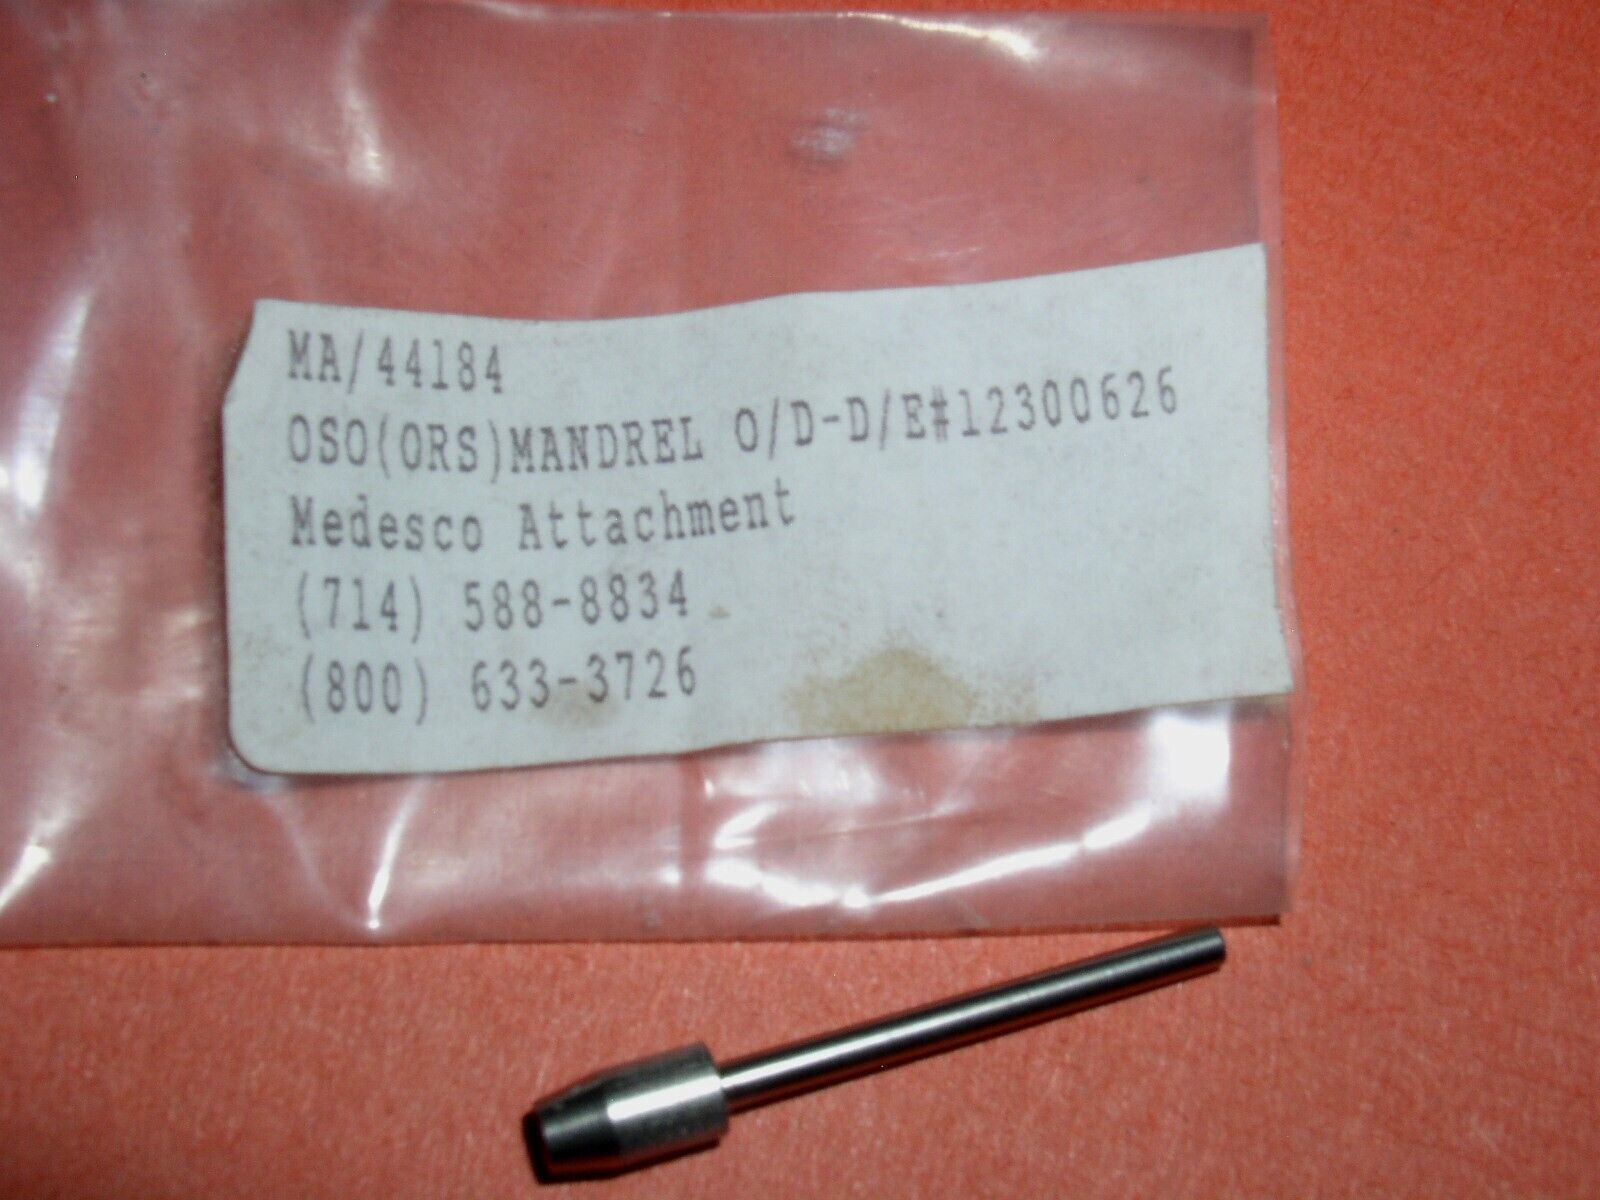 MA/44184
OSO(ORS)MANDREL O/D-D/E#12300626
Medesco Attachment
(714) 588-8834
(800) 633-3726